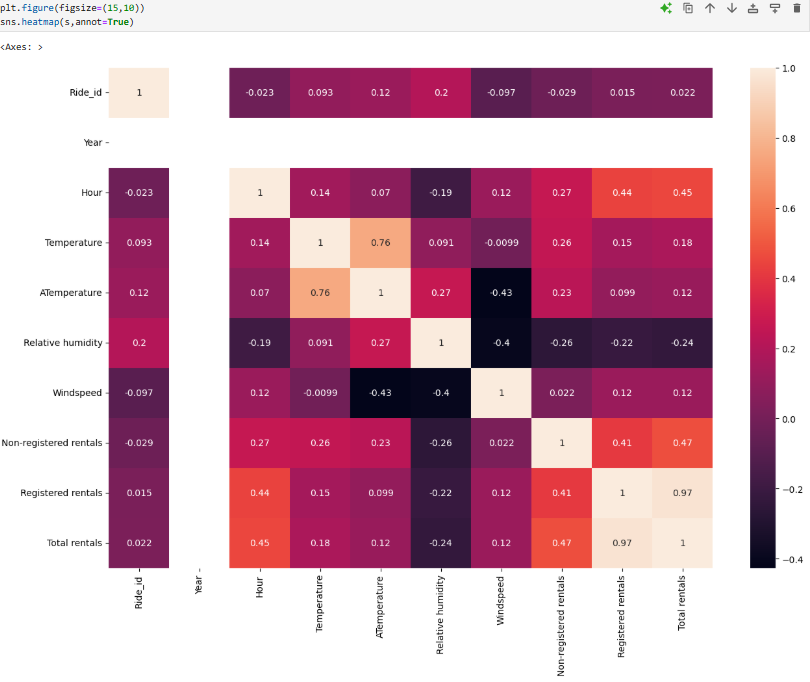 plt.figure(figsize=(15,10))
sns.heatmap(s,annot=True)
<Axes: >
Ride_id 1 -0.023 0.093 0.12 0.2 -0.097 -0.029 0.015 0.022
Year
Hour -0.023 1 0.14 0.07 -0.19 0.12 0.27 0.44 0.45
Temperature 0.093 0.14 1 0.76 0.091 -0.0099 0.26 0.15 0.18
ATemperature 0.12 0.07 0.76 1 0.27 -0.43 0.23 0.099 0.12
Relative humidity 0.2 -0.19 0.091 0.27 1 -0.4 -0.26 -0.22 -0.24
Windspeed -0.097 0.12 -0.0099 -0.43 -0.4 1 0.022 0.12 0.12
Non-registered rentals -0.029 0.27 0.26 0.23 -0.26 0.022 1 0.41 0.47
Registered rentals 0.015 0.44 0.15 0.099 -0.22 0.12 0.41 1 0.97
Total rentals 0.022 0.45 0.18 0.12 -0.24 0.12 0.47 0.97 1
Ride_id
Year
Hour
Temperature
ATemperature
Relative humidity
Windspeed
Non-registered rentals
Registered rentals
Total rentals
1.0
0.8
0.6
0.4
0.2
0.0
−0.2
−0.4